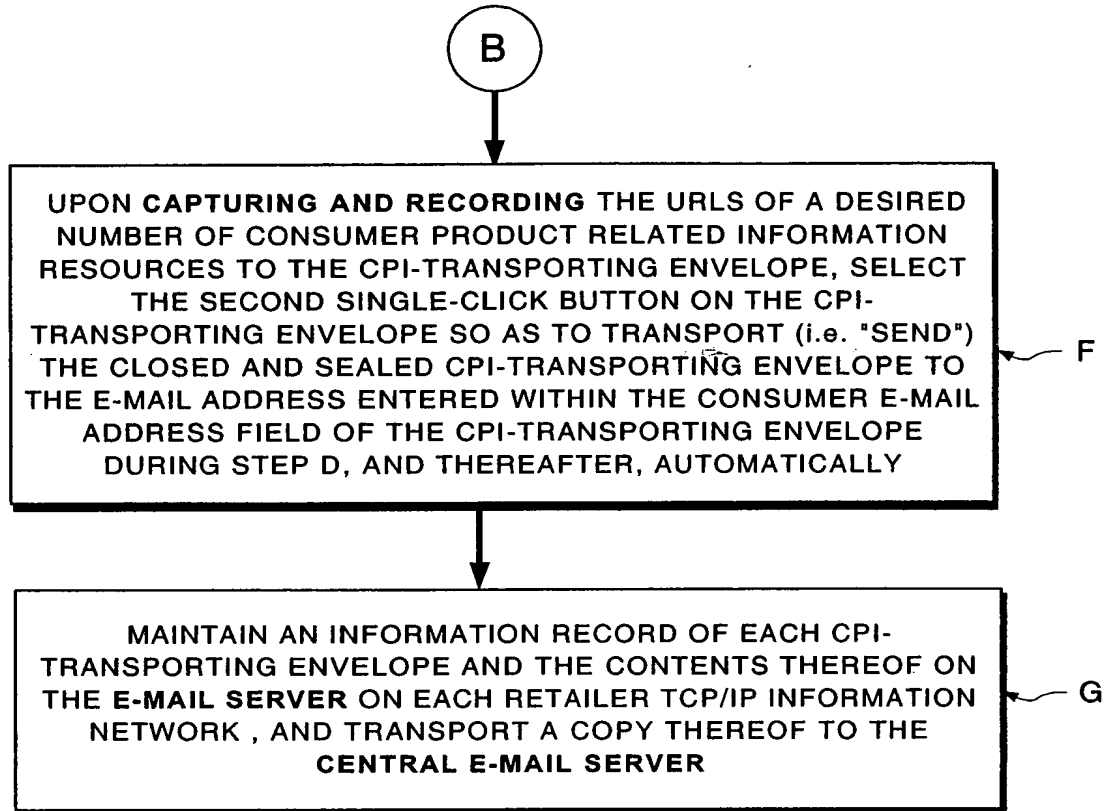 B
UPON CAPTURING AND RECORDING THE URLS OF A DESIRED
NUMBER OF CONSUMER PRODUCT RELATED INFORMATION
RESOURCES TO THE CPI-TRANSPORTING ENVELOPE, SELECT
THE SECOND SINGLE-CLICK BUTTON ON THE CPI-
TRANSPORTING ENVELOPE SO AS TO TRANSPORT (i.e. "SEND")
THE CLOSED AND SEALED CPI-TRANSPORTING ENVELOPE TO
THE E-MAIL ADDRESS ENTERED WITHIN THE CONSUMER E-MAIL
ADDRESS FIELD OF THE CPI-TRANSPORTING ENVELOPE
DURING STEP D, AND THEREAFTER, AUTOMATICALLY
F
MAINTAIN AN INFORMATION RECORD OF EACH CPI-
TRANSPORTING ENVELOPE AND THE CONTENTS THEREOF ON
THE E-MAIL SERVER ON EACH RETAILER TCP/IP INFORMATION
NETWORK , AND TRANSPORT A COPY THEREOF TO THE
CENTRAL E-MAIL SERVER
G